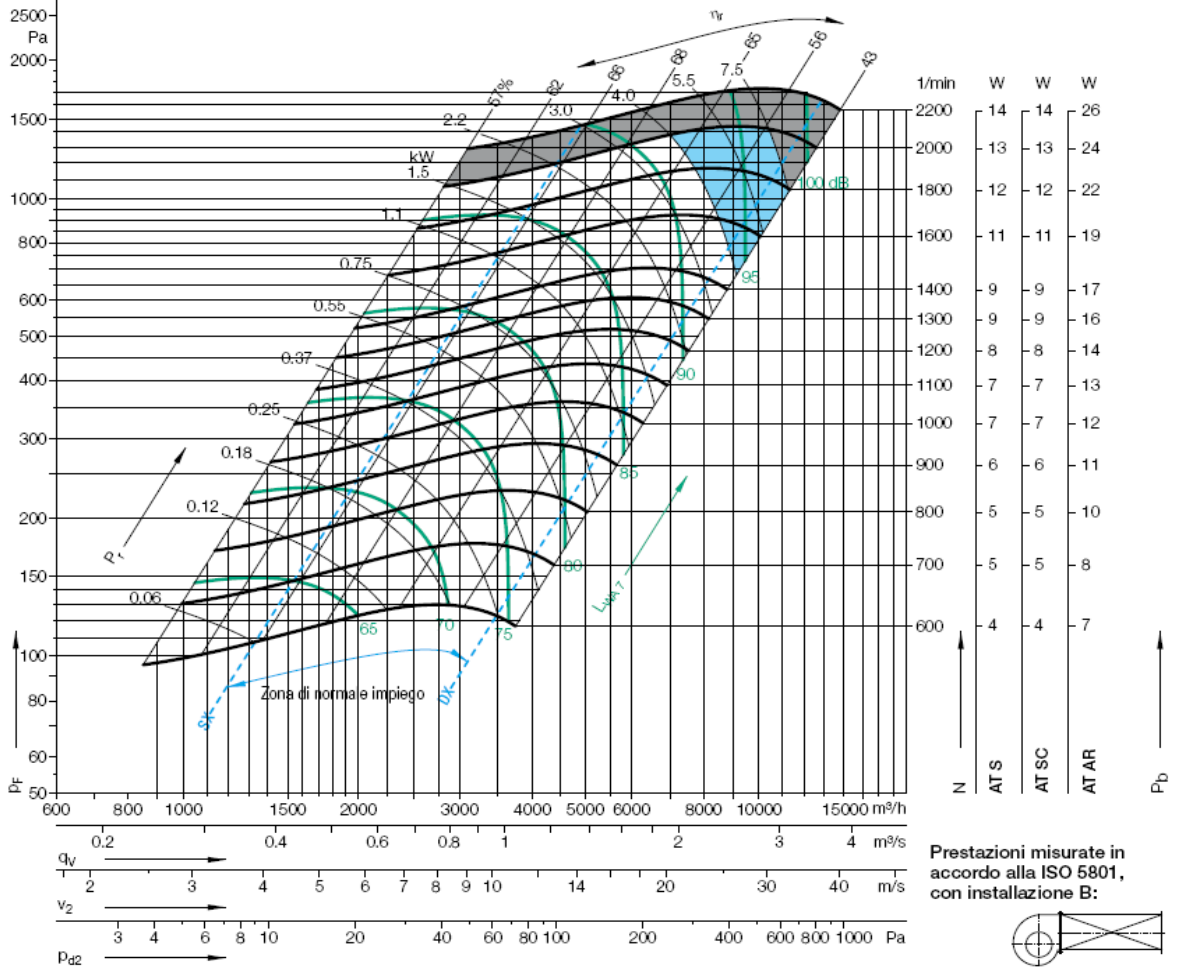 2500
Pa
2000
1500
1000
800
600
500
400
300
200
150
100
80
60
50
pF
Pr
ηr
57%
62
66
68
65
56
43
kW
0.06
0.12
0.18
0.25
0.37
0.55
0.75
1.1
1.5
2.2
3.0
4.0
5.5
7.5
65
70
75
80
85
90
95
100 dB
LWA 7
SX
Zona di normale impiego
DX
1/min W W W
2200 14 14 26
2000 13 13 24
1800 12 12 22
1600 11 11 19
1400 9 9 17
1300 9 9 16
1200 8 8 14
1100 7 7 13
1000 7 7 12
900 6 6 11
800 5 5 10
700 5 5 8
600 4 4 7
N AT S AT SC AT AR Pb
600 800 1000 1500 2000 3000 4000 5000 6000 8000 10000 15000 m³/h
0.2 0.4 0.6 0.8 1 2 3 4 m³/s
qV
2 3 4 5 6 7 8 9 10 14 20 30 40 m/s
v2
3 4 6 8 10 20 40 60 80 100 200 400 600 800 1000 Pa
pd2
Prestazioni misurate in
accordo alla ISO 5801,
con installazione B: